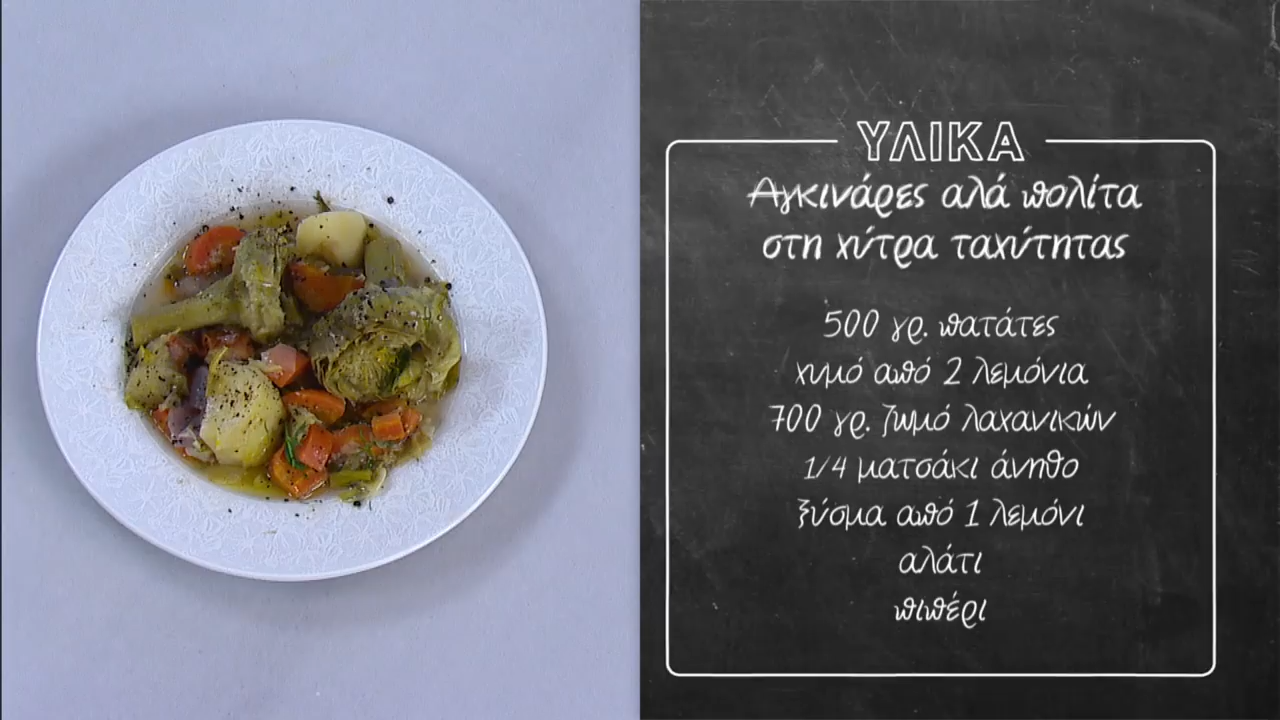 ΥΛΙΚΑ
Αγκινάρες αλά πολίτα
στη χύτρα ταχύτητας
500 γρ. πατάτες
χυμό από 2 λεμόνια
700 γρ. ζωμό λαχανικών
1/4 ματσάκι άνηθο
ξύσμα από 1 λεμόνι
αλάτι
πιπέρι